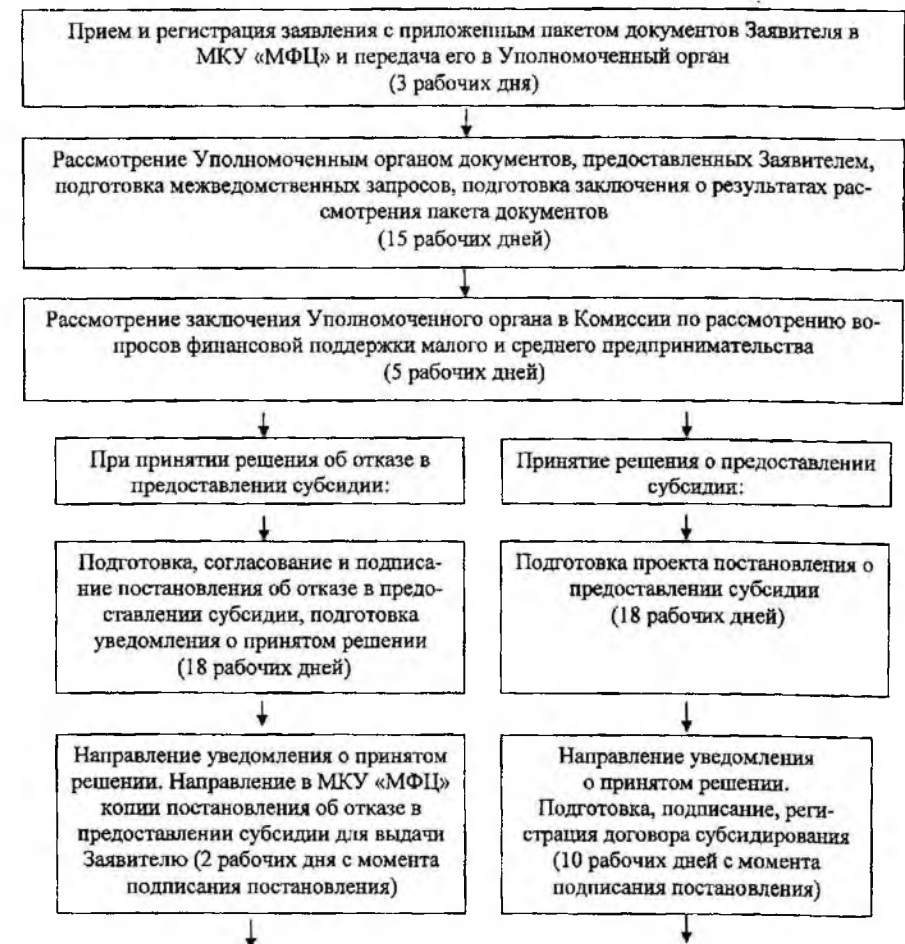 Прием и регистрация заявления с приложенным пакетом документов Заявителя в
МКУ «МФЦ» и передача его в Уполномоченный орган
(3 рабочих дня)
Рассмотрение Уполномоченным органом документов, предоставленных Заявителем,
подготовка межведомственных запросов, подготовка заключения о результатах рас-
смотрения пакета документов
(15 рабочих дней)
Рассмотрение заключения Уполномоченного органа в Комиссии по рассмотрению во-
просов финансовой поддержки малого и среднего предпринимательства
(5 рабочих дней)
При принятии решения об отказе в
предоставлении субсидии:
Принятие решения о предоставлении
субсидии:
Подготовка, согласование и подписа-
ние постановления об отказе в предо-
ставлении субсидии, подготовка
уведомления о принятом решении
(18 рабочих дней)
Подготовка проекта постановления о
предоставлении субсидии
(18 рабочих дней)
Направление уведомления о принятом
решении. Направление в МКУ «МФЦ»
копии постановления об отказе в
предоставлении субсидии для выдачи
Заявителю (2 рабочих дня с момента
подписания постановления)
Направление уведомления
о принятом решении.
Подготовка, подписание, реги-
страция договора субсидирования
(10 рабочих дней с момента
подписания постановления)